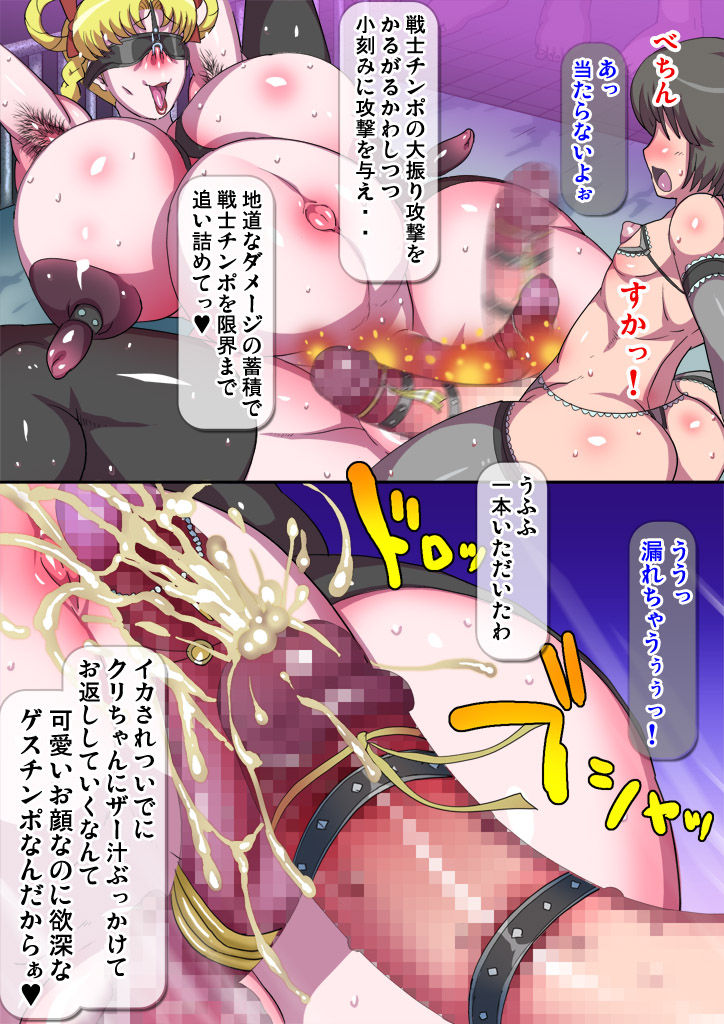 べちん
あっ
当たらないよぉ
すかっ！
戦士チンポの大振り攻撃を
かるがるかわしつつ
小刻みに攻撃を与え・・
地道なダメージの蓄積で
戦士チンポを限界まで
追い詰めてっ♥
ううっ
漏れちゃうぅぅっ！
うふふ
一本いただいたわ
ドロッ
ブシャッ
イカされついでに
クリちゃんにザー汁ぶっかけて
お返ししていくなんて
可愛いお顔なのに欲深な
ゲスチンポなんだからぁ♥